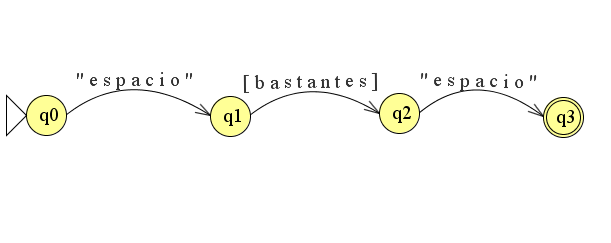 "espacio"
[bastantes]
"espacio"
q0
q1
q2
q3